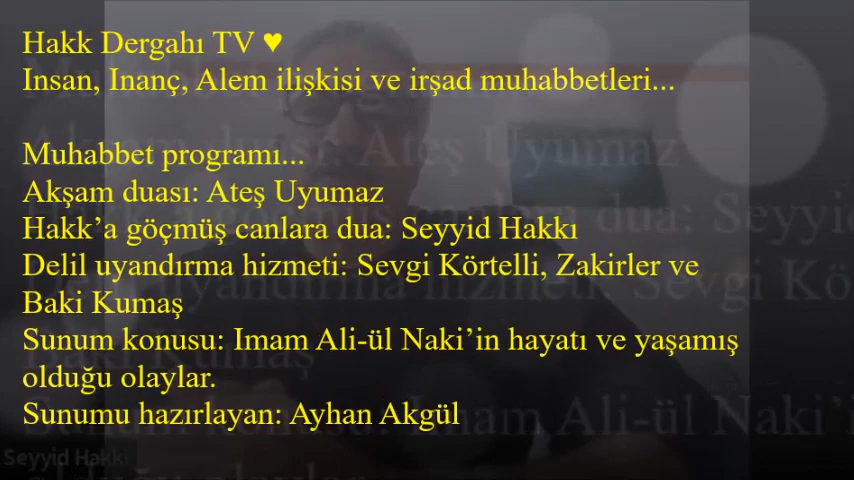 Hakk Dergahı TV ♥
Insan, Inanç, Alem ilişkisi ve irşad muhabbetleri...
Muhabbet programı...
Akşam duası: Ateş Uyumaz
Hakk’a göçmüş canlara dua: Seyyid Hakkı
Delil uyandırma hizmeti: Sevgi Körtelli, Zakirler ve
Baki Kumaş
Sunum konusu: Imam Ali-ül Naki’in hayatı ve yaşamış
olduğu olaylar.
Sunumu hazırlayan: Ayhan Akgül
Seyyid Hakkı